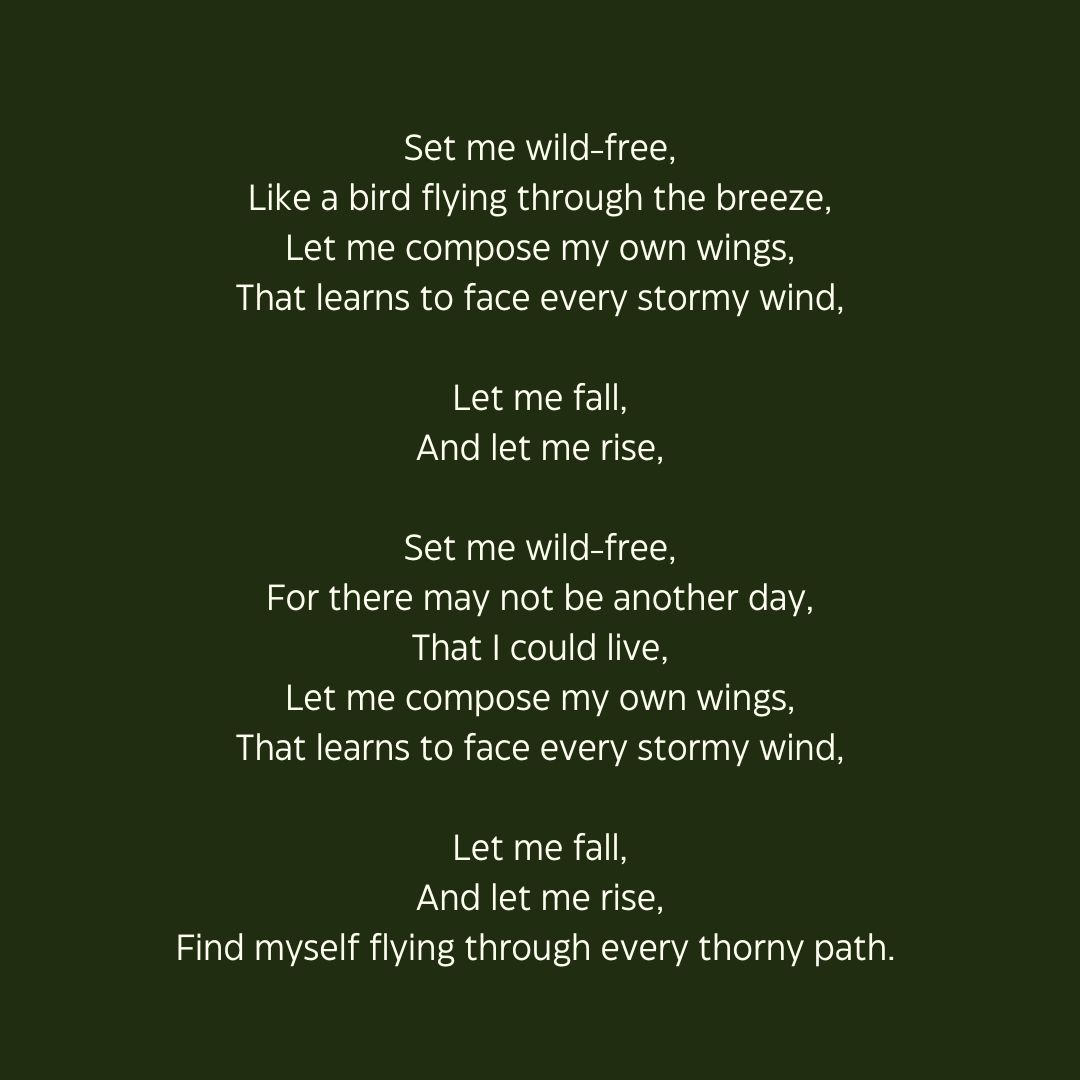 Set me wild-free,
Like a bird flying through the breeze,
Let me compose my own wings,
That learns to face every stormy wind,
Let me fall,
And let me rise,
Set me wild-free,
For there may not be another day,
That I could live,
Let me compose my own wings,
That learns to face every stormy wind,
Let me fall,
And let me rise,
Find myself flying through every thorny path.